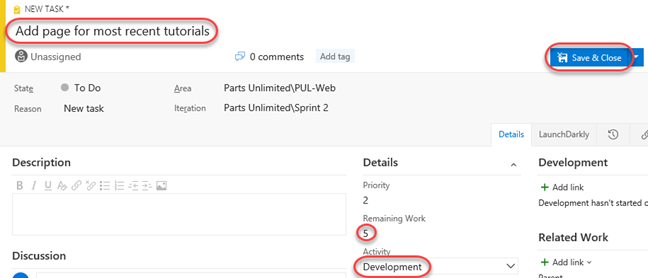 NEW TASK *
Add page for most recent tutorials
Unassigned
0 comments
Add tag
Save & Close
State
To Do
Area
Parts Unlimited\PUL-Web
Reason
New task
Iteration
Parts Unlimited\Sprint 2
Details
LaunchDarkly
Description
B I U
Discussion
Details
Priority
2
Remaining Work
5
Activity
Development
Development
+ Add link
Development hasn't started o
Related Work
+ Add link
Parent